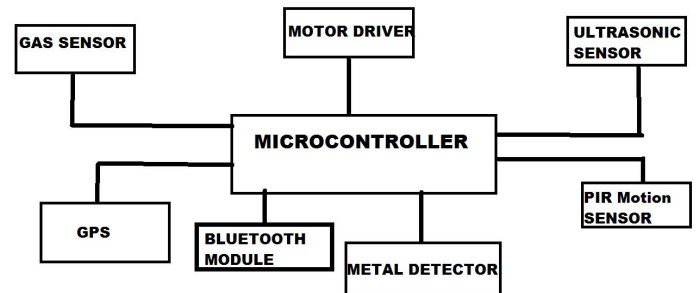 GAS SENSOR
MOTOR DRIVER
ULTRASONIC
SENSOR
MICROCONTROLLER
GPS
BLUETOOTH
MODULE
METAL DETECTOR
PIR Motion
SENSOR